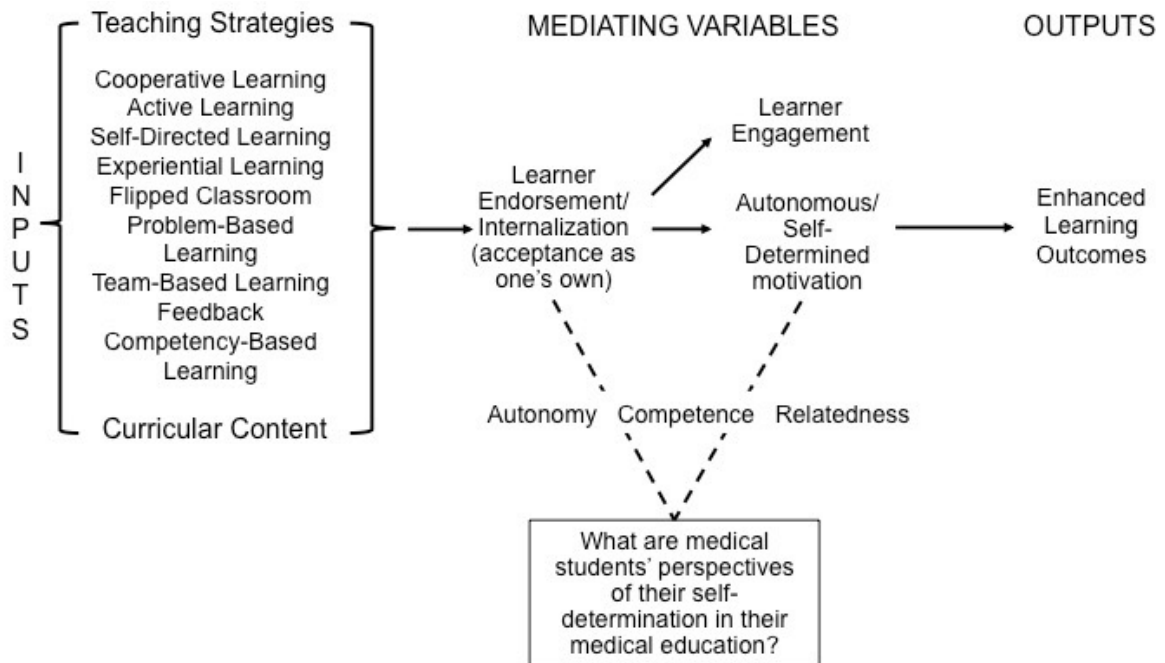 Teaching Strategies
Cooperative Learning
Active Learning
Self-Directed Learning
Experiential Learning
Flipped Classroom
Problem-Based
Learning
Team-Based Learning
Feedback
Competency-Based
Learning
Curricular Content
INPUTS
MEDIATING VARIABLES
Learner
Endorsement/
Internalization
(acceptance as
one's own)
Learner
Engagement
Autonomous/
Self-
Determined
motivation
Autonomy Competence Relatedness
What are medical
students' perspectives
of their self-
determination in their
medical education?
OUTPUTS
Enhanced
Learning
Outcomes